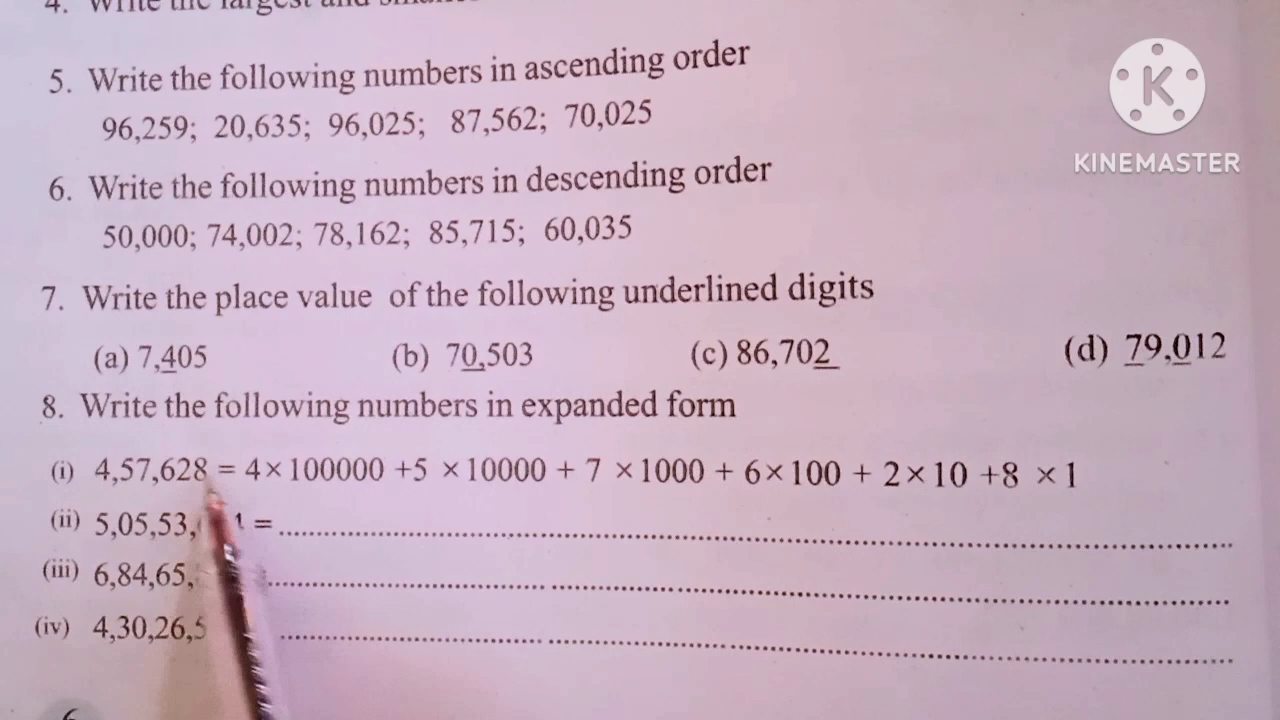 5. Write the following numbers in ascending order
96,259; 20,635; 96,025; 87,562; 70,025
6. Write the following numbers in descending order
50,000; 74,002; 78,162; 85,715; 60,035
7. Write the place value of the following underlined digits
(a) 7,405 (b) 70,503 (c) 86,702 (d) 79,012
8. Write the following numbers in expanded form
(i) 4,57,628 = 4×100000 +5 ×10000 + 7 ×1000 + 6×100 + 2×10 +8 ×1
(ii) 5,05,53, =
(iii) 6,84,65,
(iv) 4,30,26,5
KINEMASTER